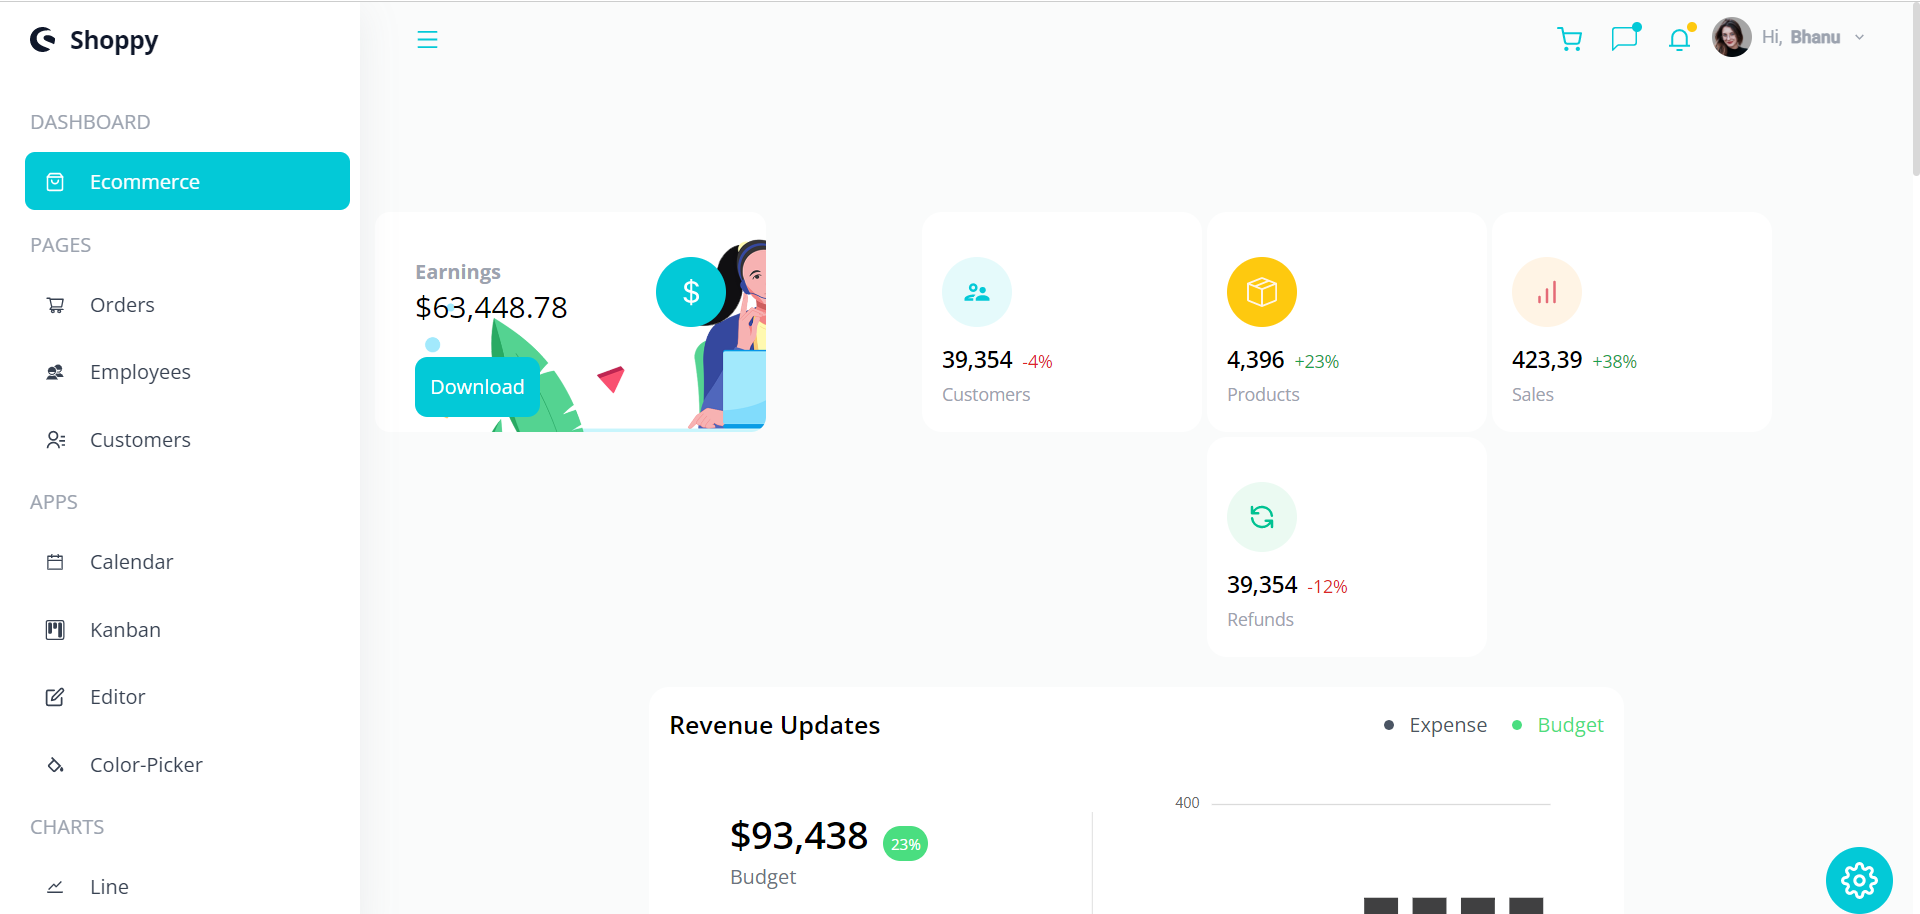 Shoppy
Hi, Bhanu
DASHBOARD
Ecommerce
PAGES
Orders
Employees
Customers
APPS
Calendar
Kanban
Editor
Color-Picker
CHARTS
Line
Earnings
$63,448.78
$
Download
39,354 -4%
Customers
4,396 +23%
Products
423,39 +38%
Sales
39,354 -12%
Refunds
Revenue Updates
Expense
Budget
$93,438 23%
Budget
400